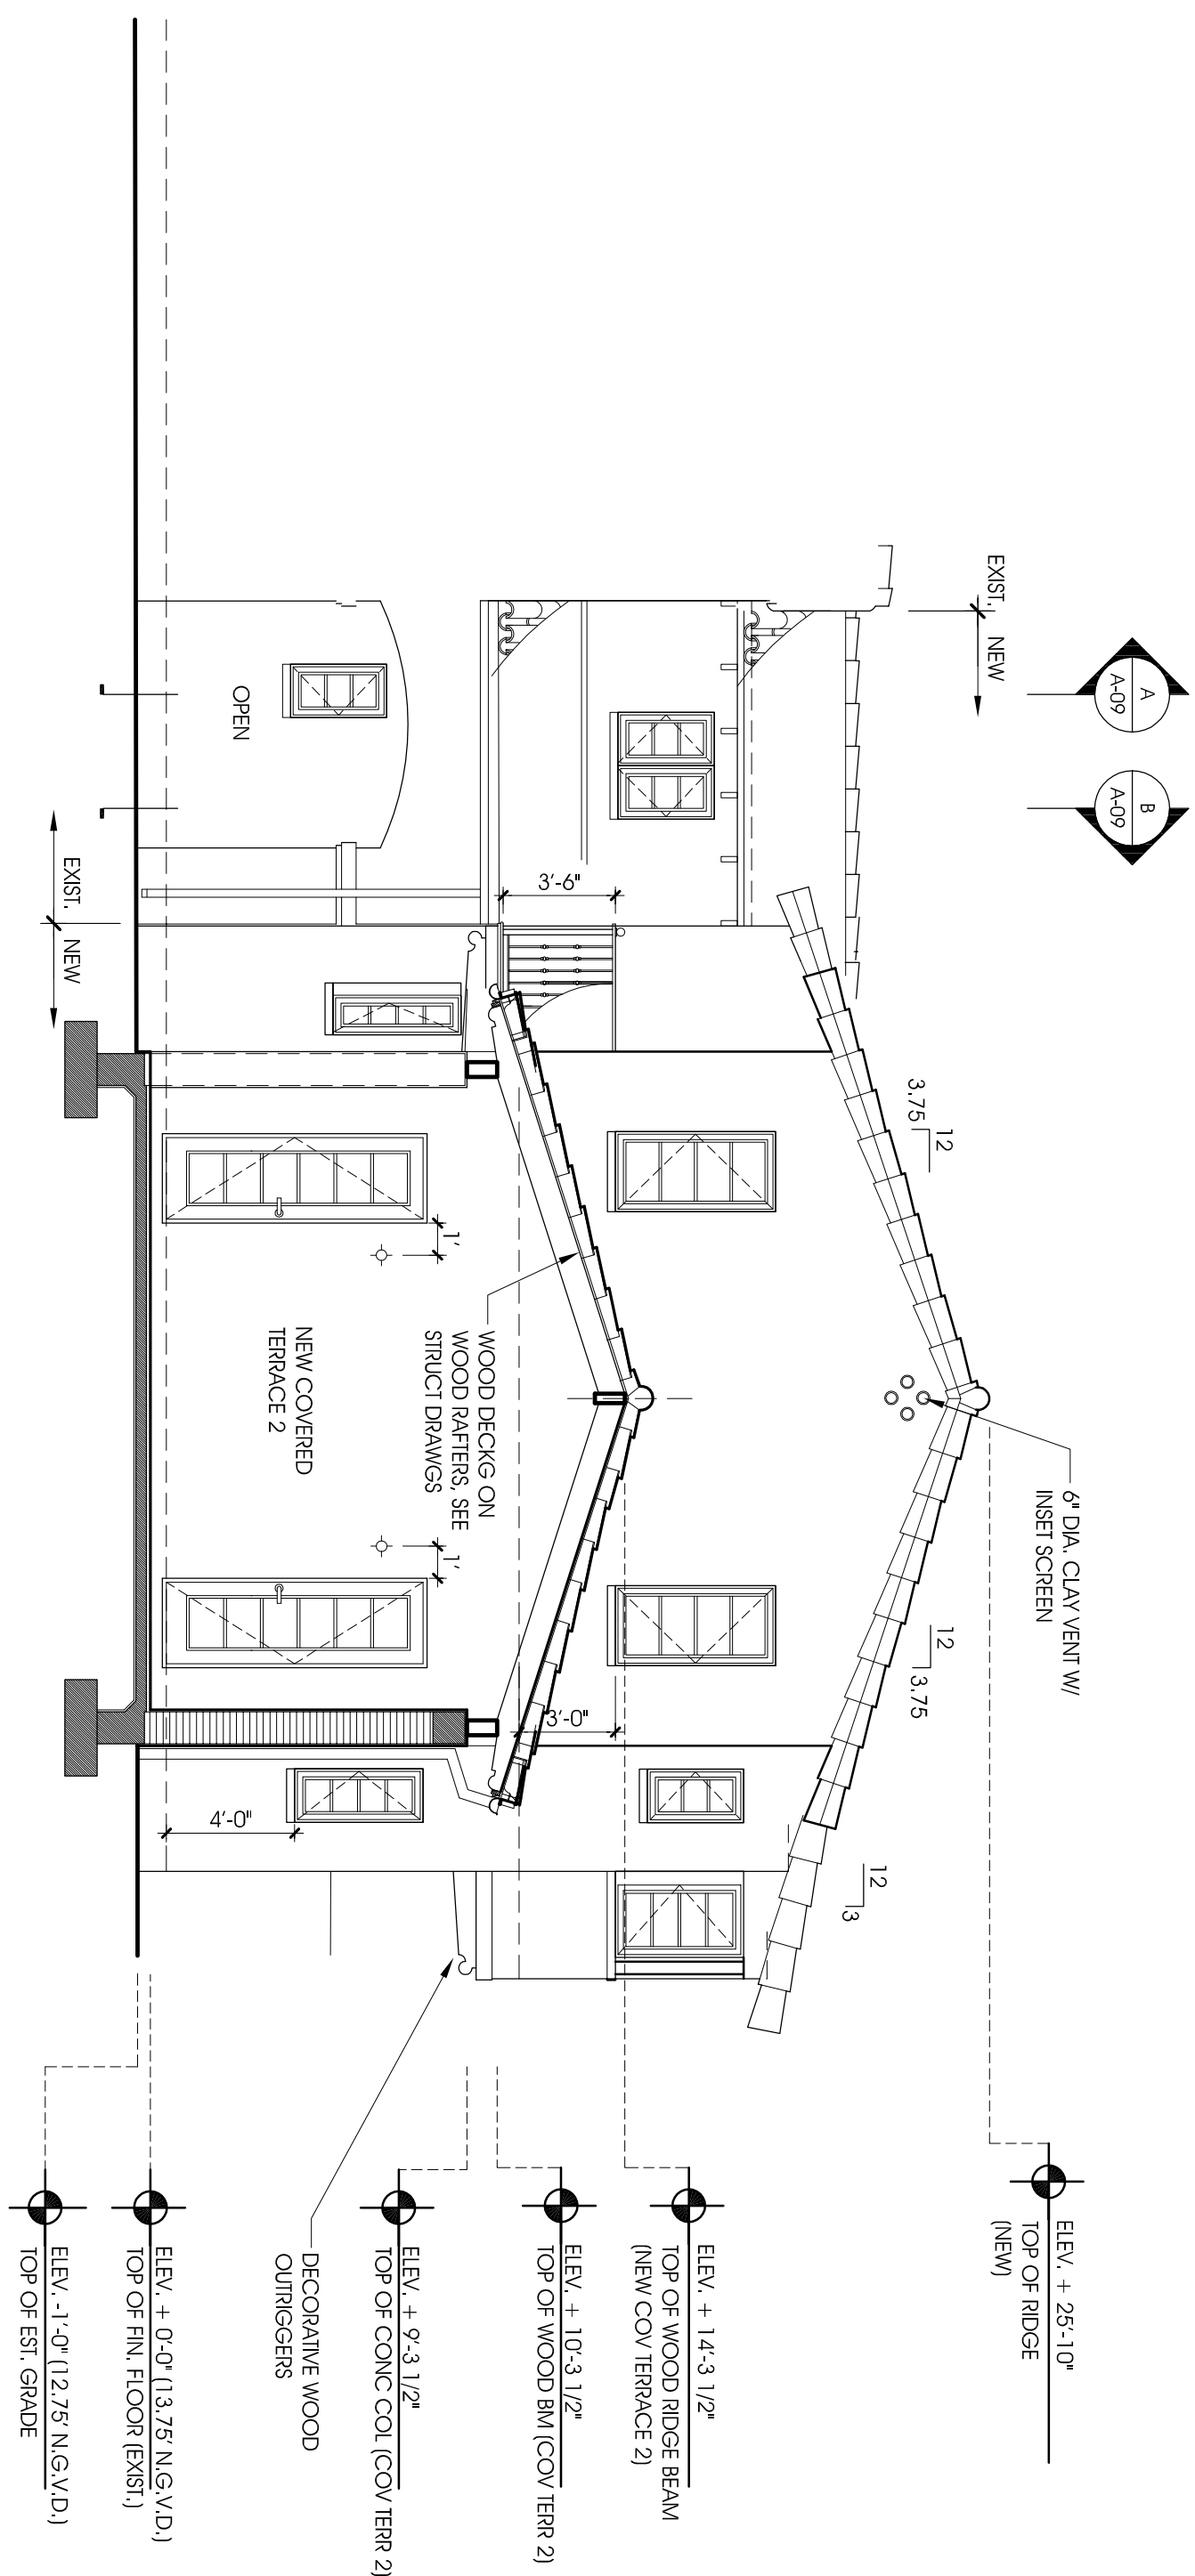 A
A-09
B
A-09
EXIST.
NEW
6" DIA. CLAY VENT W/
INSET SCREEN
12
3.75
12
3.75
12
3
ELEV. + 25'-10"
TOP OF RIDGE
(NEW)
3'-6"
3'-0"
WOOD DECKG ON
WOOD RAFTERS, SEE
STRUCT DRAWGS
1'
1'
OPEN
NEW COVERED
TERRACE 2
4'-0"
EXIST.
NEW
ELEV. + 14'-3 1/2"
TOP OF WOOD RIDGE BEAM
(NEW COV TERRACE 2)
ELEV. + 10'-3 1/2"
TOP OF WOOD BM (COV TERR 2)
ELEV. + 9'-3 1/2"
TOP OF CONC COL (COV TERR 2)
DECORATIVE WOOD
OUTRIGGERS
ELEV. + 0'-0" (13.75' N.G.V.D.)
TOP OF FIN. FLOOR (EXIST.)
ELEV. -1'-0" (12.75' N.G.V.D.)
TOP OF EST. GRADE